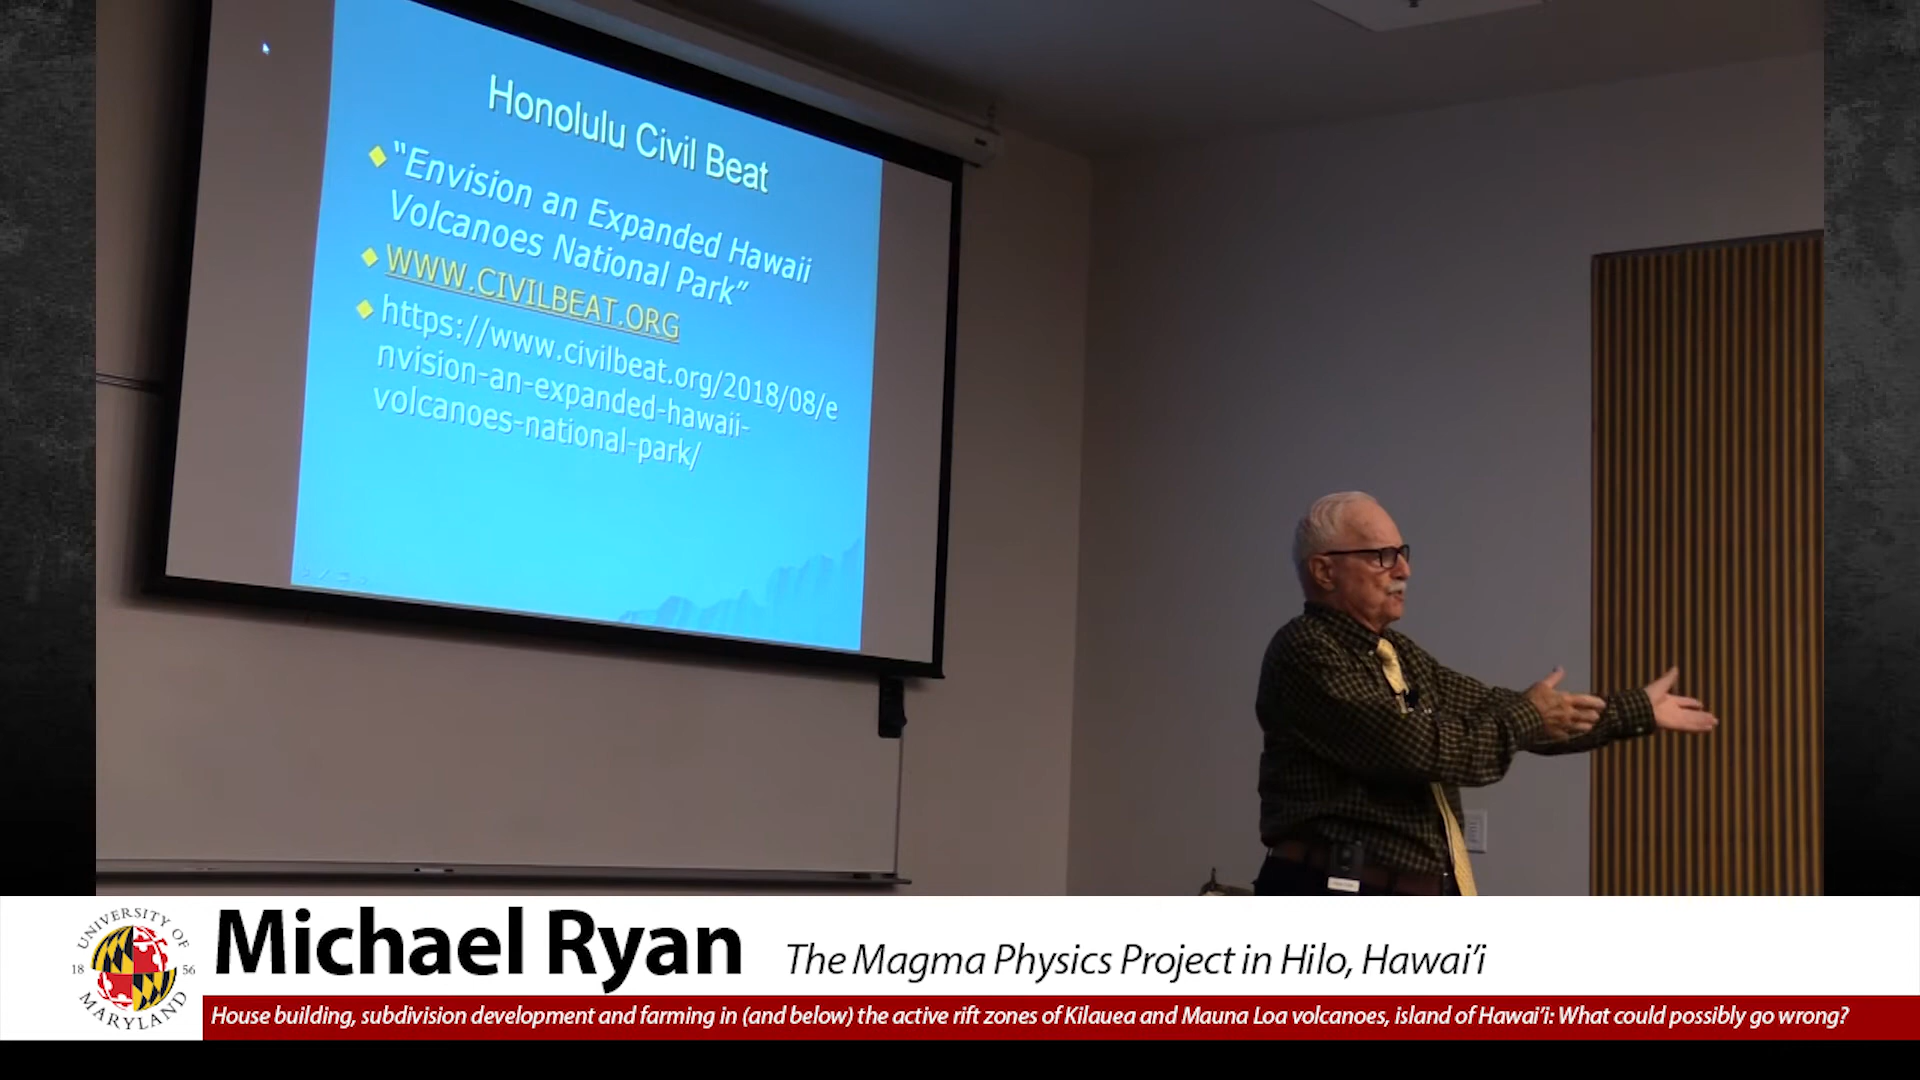 Honolulu Civil Beat
“Envision an Expanded Hawaii
Volcanoes National Park”
WWW.CIVILBEAT.ORG
https://www.civilbeat.org/2018/08/e
nvision-an-expanded-hawaii-
volcanoes-national-park/
UNIVERSITY OF
18 56
MARYLAND
Michael Ryan
The Magma Physics Project in Hilo, Hawai‘i
House building, subdivision development and farming in (and below) the active rift zones of Kilauea and Mauna Loa volcanoes, island of Hawai‘i: What could possibly go wrong?